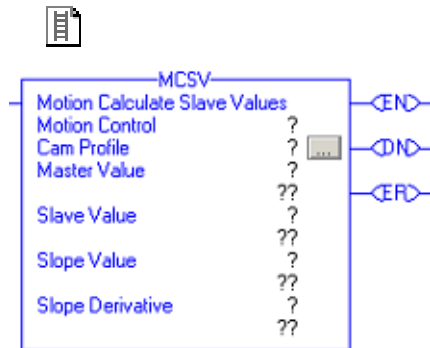 MCSV
Motion Calculate Slave Values
EN
Motion Control ?
Cam Profile ? ...
DN
Master Value ?
??
ER
Slave Value ?
??
Slope Value ?
??
Slope Derivative ?
??